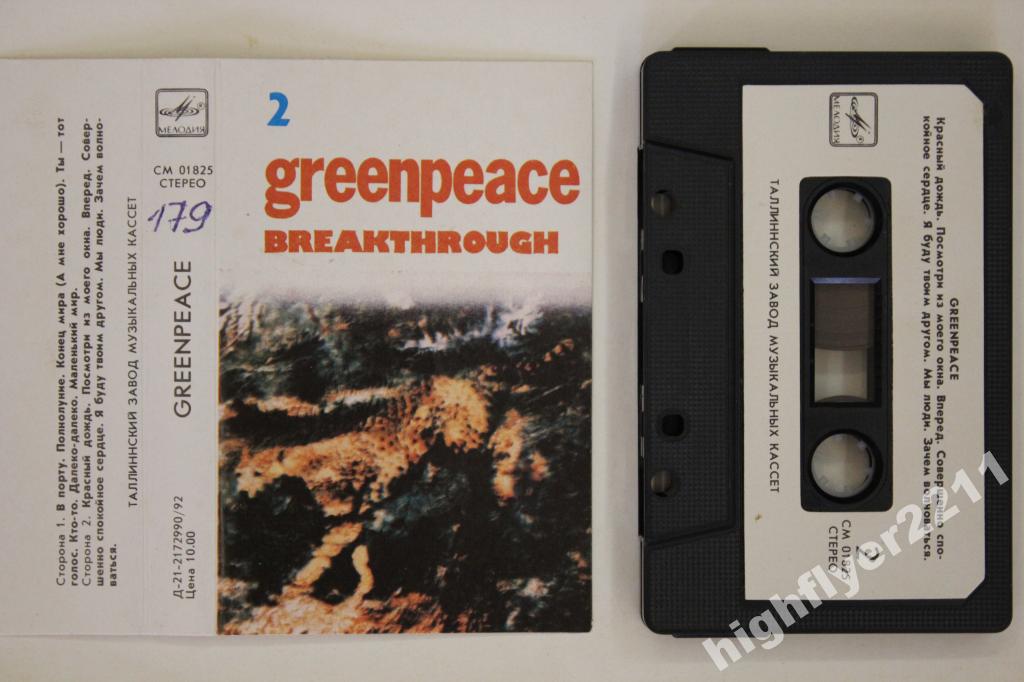 Сторона 1. В порту. Полнолуние. Конец мира (А мне хорошо). Ты — тот
голос. Кто-то. Далеко-далеко. Маленький мир.
Сторона 2. Красный дождь. Посмотри из моего окна. Вперед. Совер-
шенно спокойное сердце. Я буду твоим другом. Мы люди. Зачем волно-
ваться.
ТАЛЛИННСКИЙ ЗАВОД МУЗЫКАЛЬНЫХ КАССЕТ
МЕЛОДИЯ
СМ 01825
СТЕРЕО
179
GREENPEACE
Д-21-2172990/92
Цена 10.00
2
greenpeace
BREAKTHROUGH
МЕЛОДИЯ
Красный дождь. Посмотри из моего окна. Вперед. Совершенно спо-
койное сердце. Я буду твоим другом. Мы люди. Зачем волноваться.
GREENPEACE
ТАЛЛИННСКИЙ ЗАВОД МУЗЫКАЛЬНЫХ КАССЕТ
2
СМ 01825
СТЕРЕО
highflyer2211